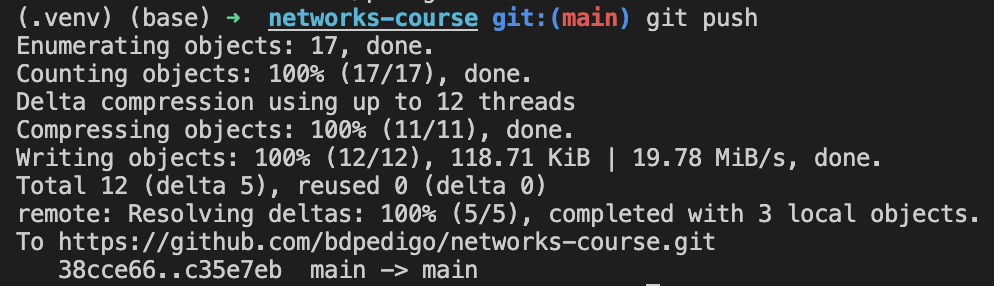 (.venv) (base) ➜  networks-course git:(main) git push
Enumerating objects: 17, done.
Counting objects: 100% (17/17), done.
Delta compression using up to 12 threads
Compressing objects: 100% (11/11), done.
Writing objects: 100% (12/12), 118.71 KiB | 19.78 MiB/s, done.
Total 12 (delta 5), reused 0 (delta 0)
remote: Resolving deltas: 100% (5/5), completed with 3 local objects.
To https://github.com/bdpedigo/networks-course.git
   38cce66..c35e7eb  main -> main